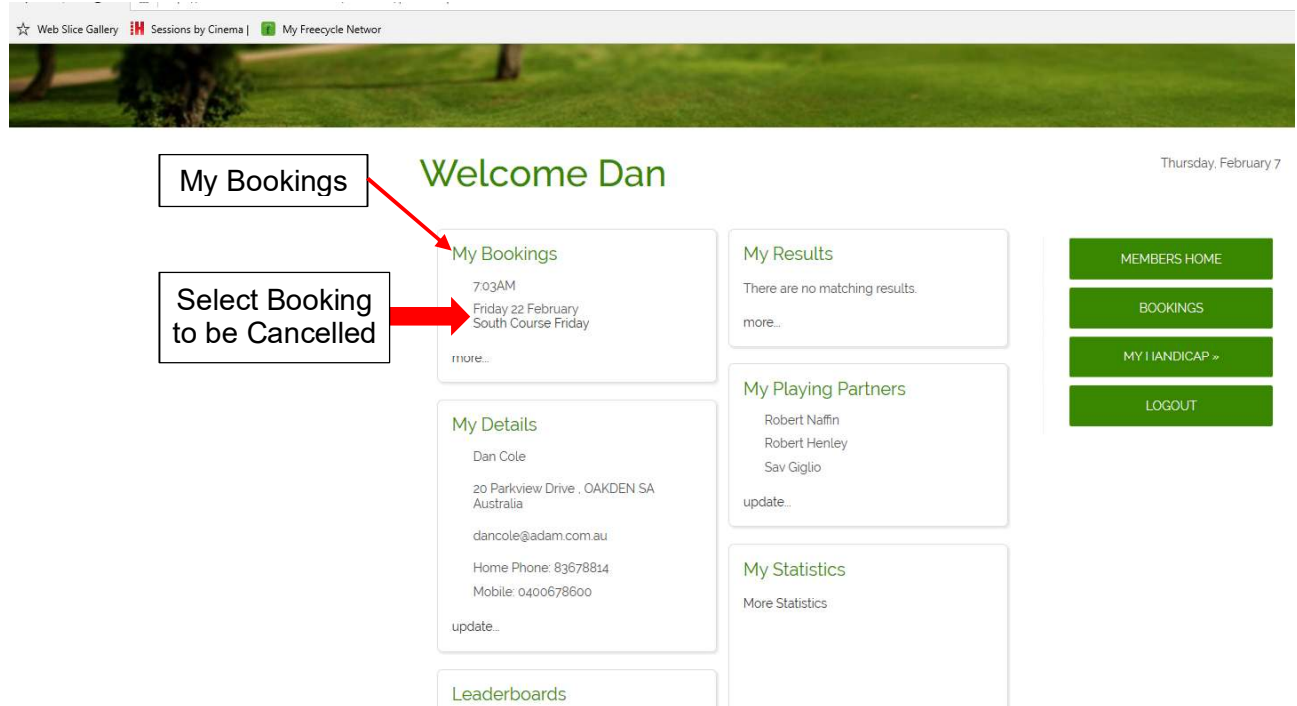 Web Slice Gallery
Sessions by Cinema |
My Freecycle Networ
Welcome Dan
Thursday, February 7
My Bookings
Select Booking
to be Cancelled
My Bookings
7:03AM
Friday 22 February
South Course Friday
more...
My Details
Dan Cole
20 Parkview Drive , OAKDEN SA
Australia
dancole@adam.com.au
Home Phone: 83678814
Mobile: 0400678600
update...
Leaderboards
My Results
There are no matching results.
more...
My Playing Partners
Robert Naffin
Robert Henley
Sav Giglio
update...
My Statistics
More Statistics
MEMBERS HOME
BOOKINGS
MY HANDICAP »
LOGOUT